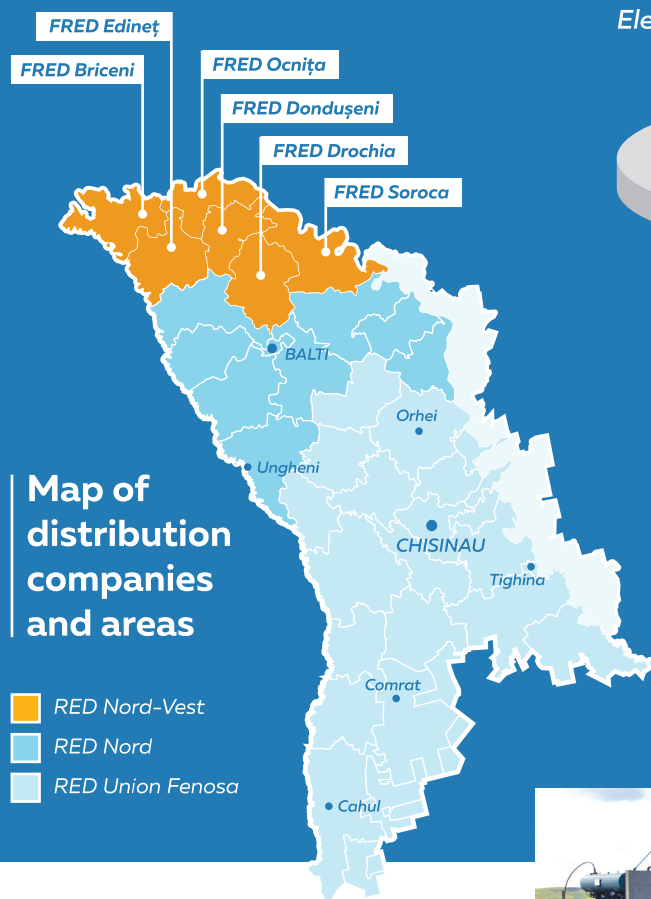 Ele
FRED Edineț
FRED Briceni
FRED Ocnița
FRED Dondușeni
FRED Drochia
FRED Soroca
BALTI
Orhei
Ungheni
CHISINAU
Tighina
Comrat
Cahul
Map of
distribution
companies
and areas
RED Nord-Vest
RED Nord
RED Union Fenosa